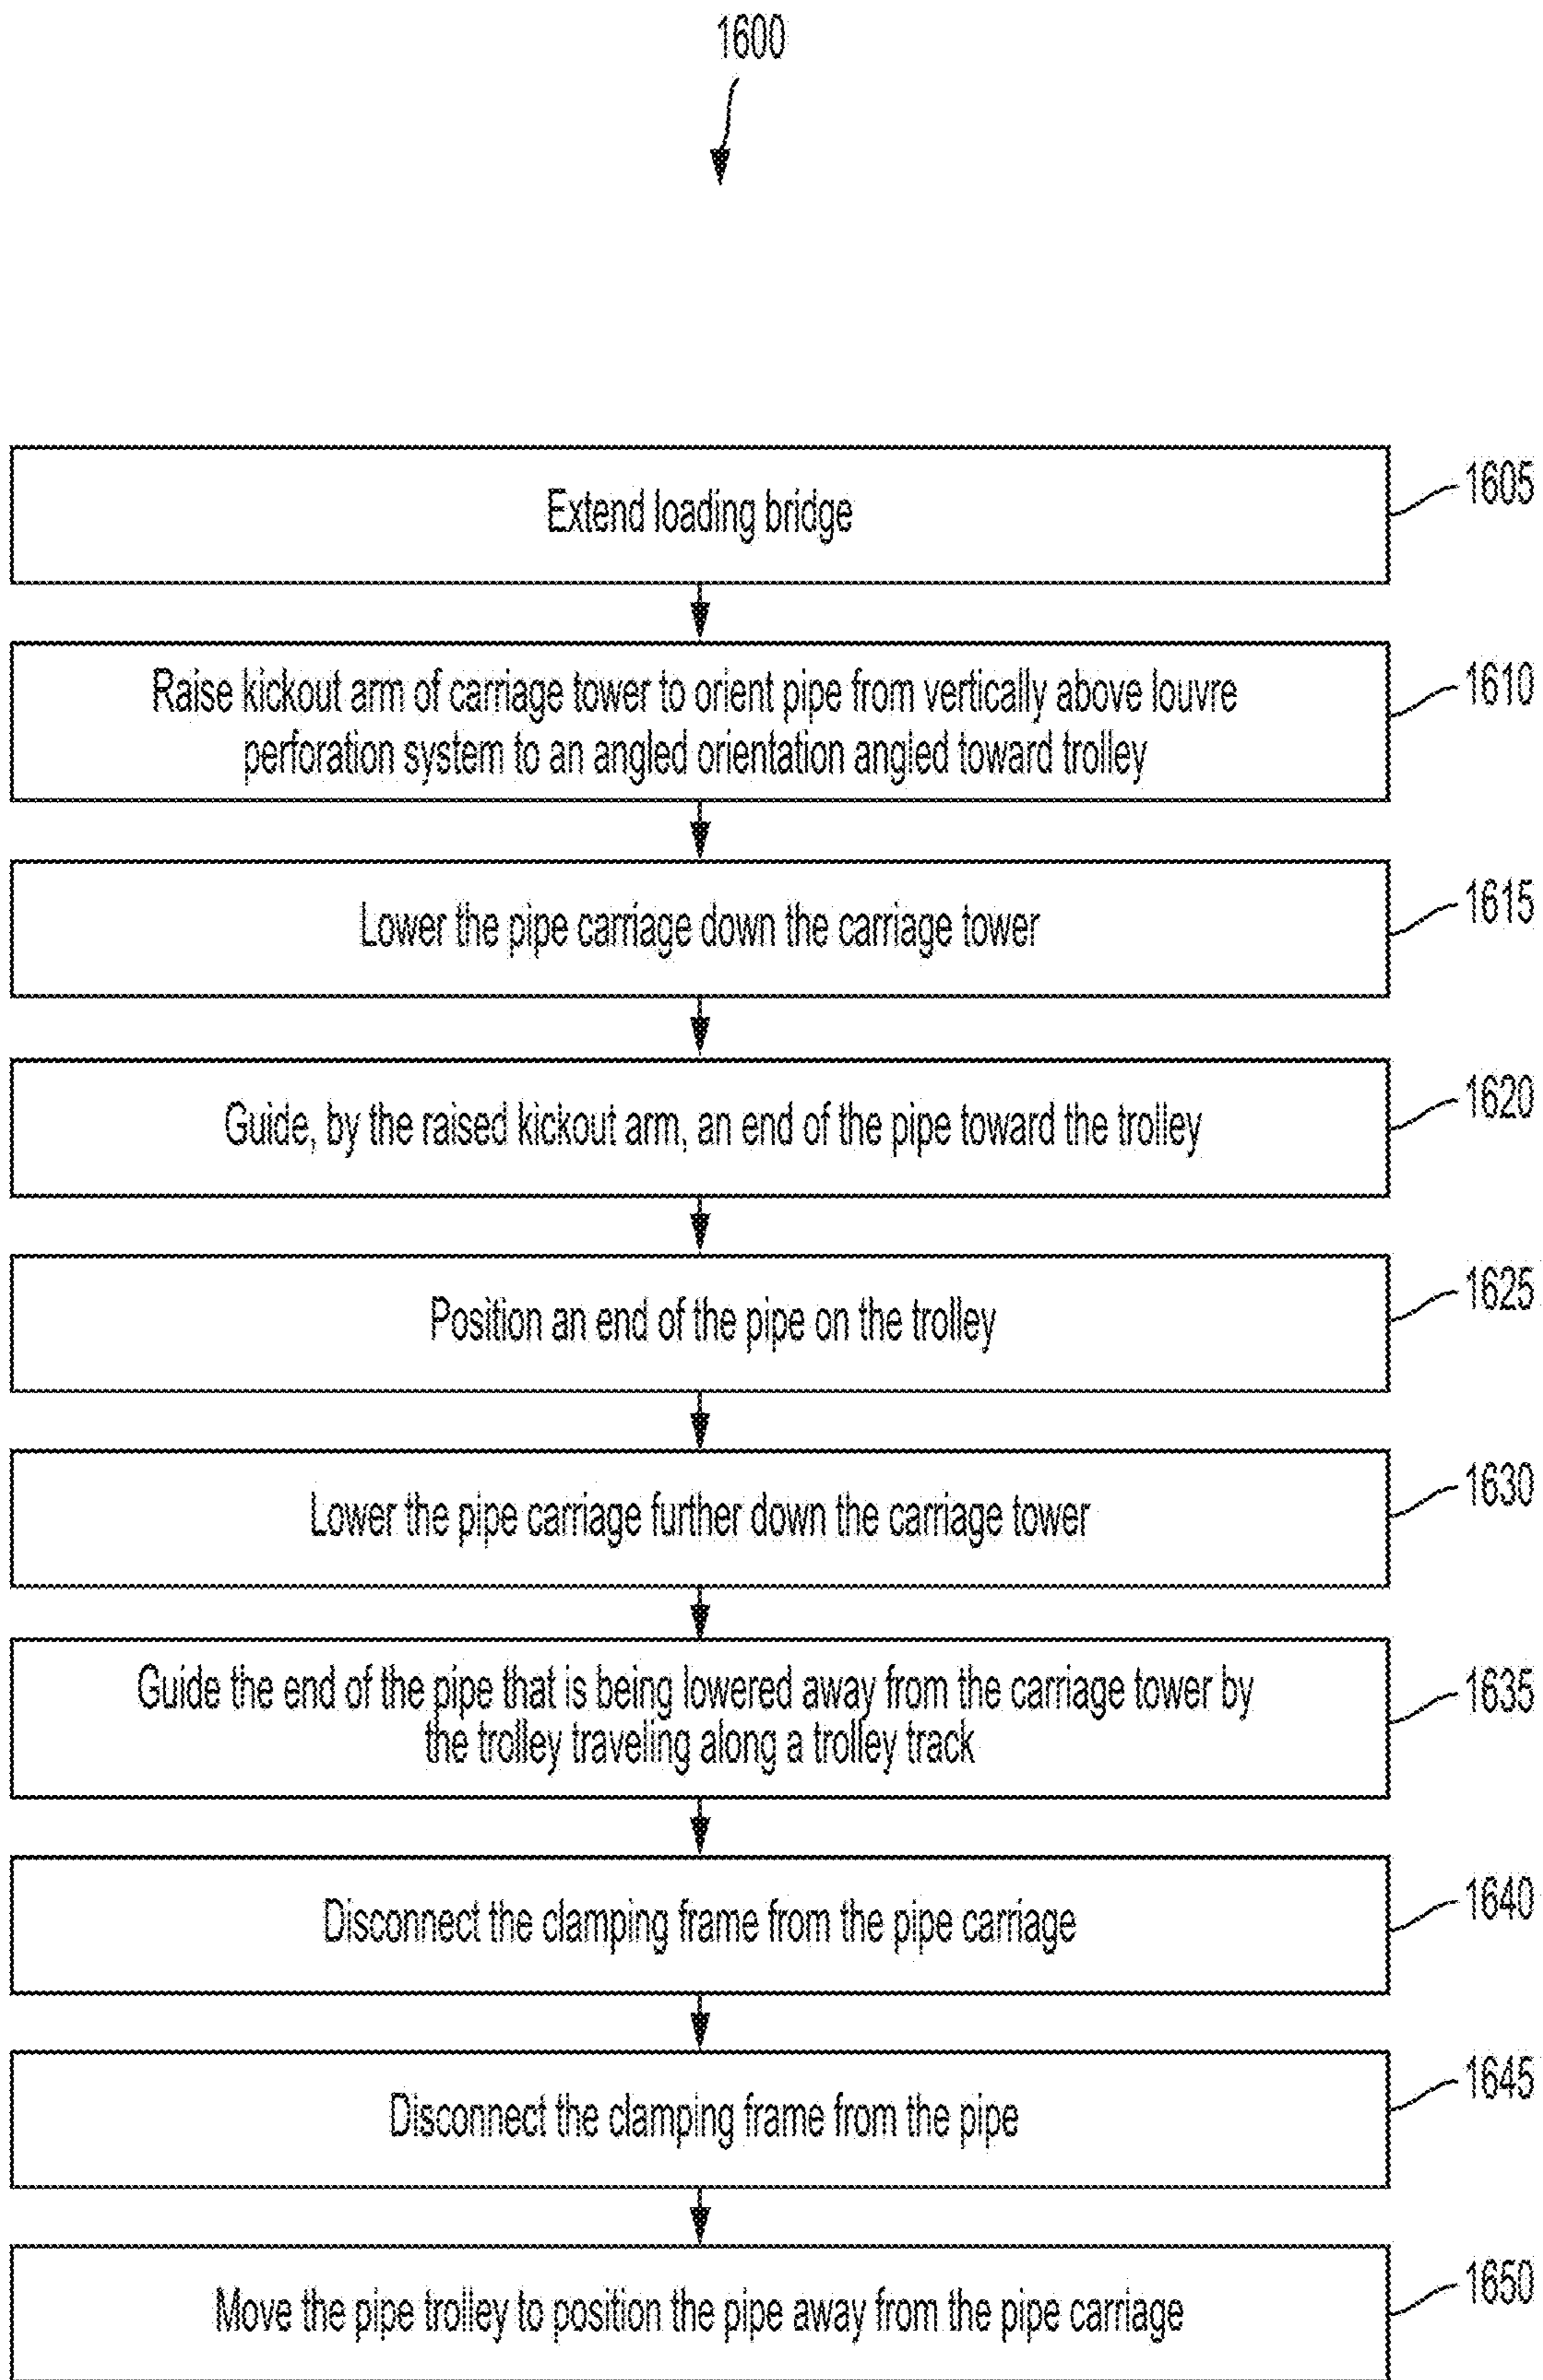 1600
Extend loading bridge
1605
Raise kickout arm of carriage tower to orient pipe from vertically above louvre
perforation system to an angled orientation angled toward trolley
1610
Lower the pipe carriage down the carriage tower
1615
Guide, by the raised kickout arm, an end of the pipe toward the trolley
1620
Position an end of the pipe on the trolley
1625
Lower the pipe carriage further down the carriage tower
1630
Guide the end of the pipe that is being lowered away from the carriage tower by
the trolley traveling along a trolley track
1635
Disconnect the clamping frame from the pipe carriage
1640
Disconnect the clamping frame from the pipe
1645
Move the pipe trolley to position the pipe away from the pipe carriage
1650